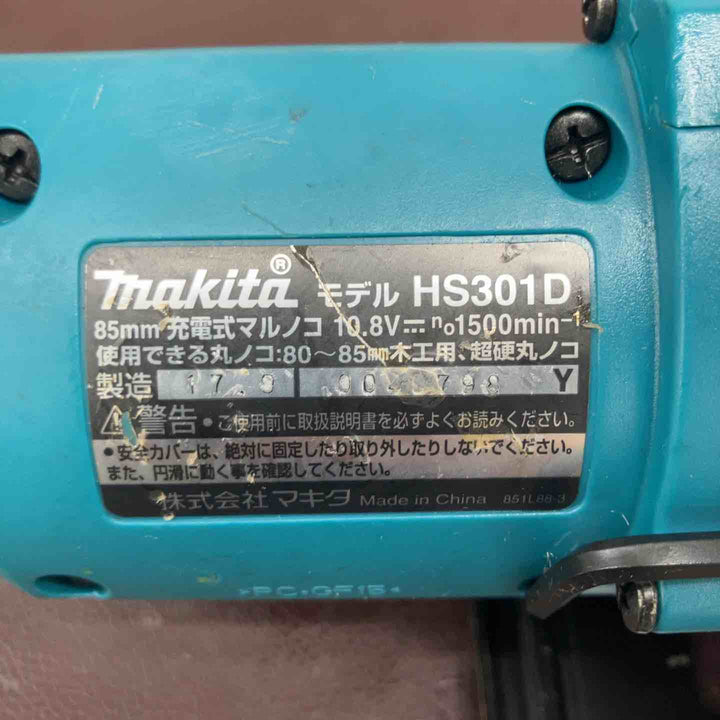 makita® モデル HS301D
85mm 充電式マルノコ 10.8V⎓ n₀1500min⁻¹
使用できる丸ノコ:80～85mm木工用、超硬丸ノコ
製造 17.9 Y
⚠警告 •ご使用前に取扱説明書を必ずよくお読みください。
•安全カバーは、絶対に固定したり取り外したりしないでください。
また、円滑に動く事を確認してください。
株式会社 マキタ Made in China 851L88-3
>PC+GF15<